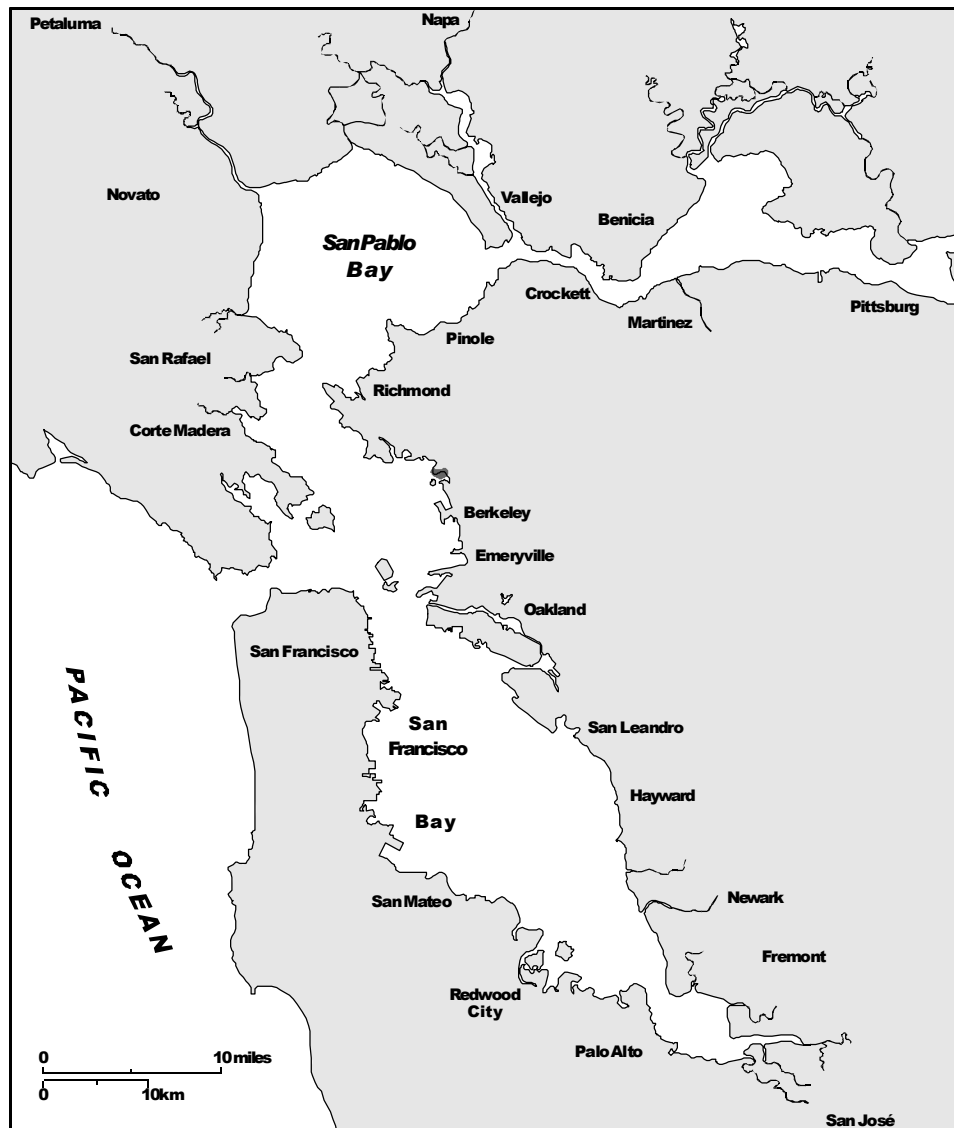 Petaluma
Napa
Novato
Vallejo
Benicia
San Pablo
Bay
Crockett
Martinez
Pittsburg
Pinole
San Rafael
Richmond
Corte Madera
Berkeley
Emeryville
Oakland
San Francisco
PACIFIC
OCEAN
San
Francisco
Bay
San Leandro
Hayward
San Mateo
Newark
Fremont
Redwood
City
Palo Alto
0 10 miles
0 10km
San José